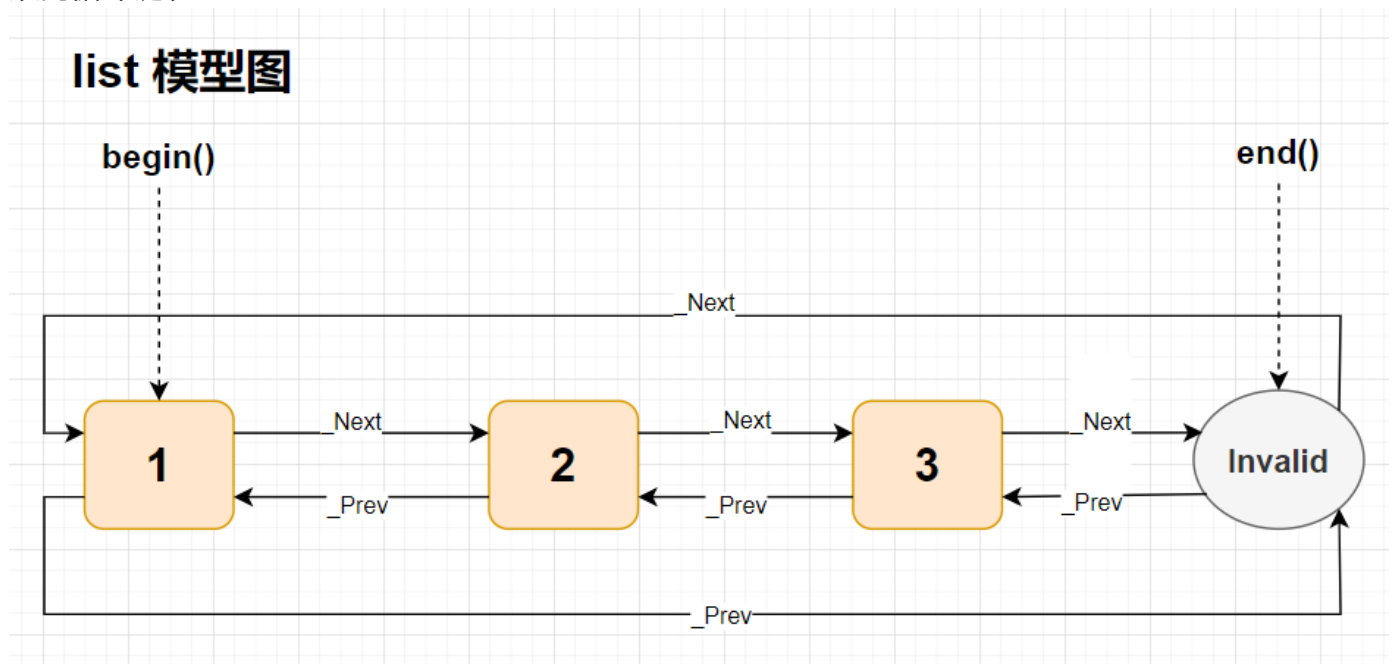 list 模型图
begin()
end()
_Next
_Next
_Next
_Next
1
2
3
Invalid
_Prev
_Prev
_Prev
_Prev